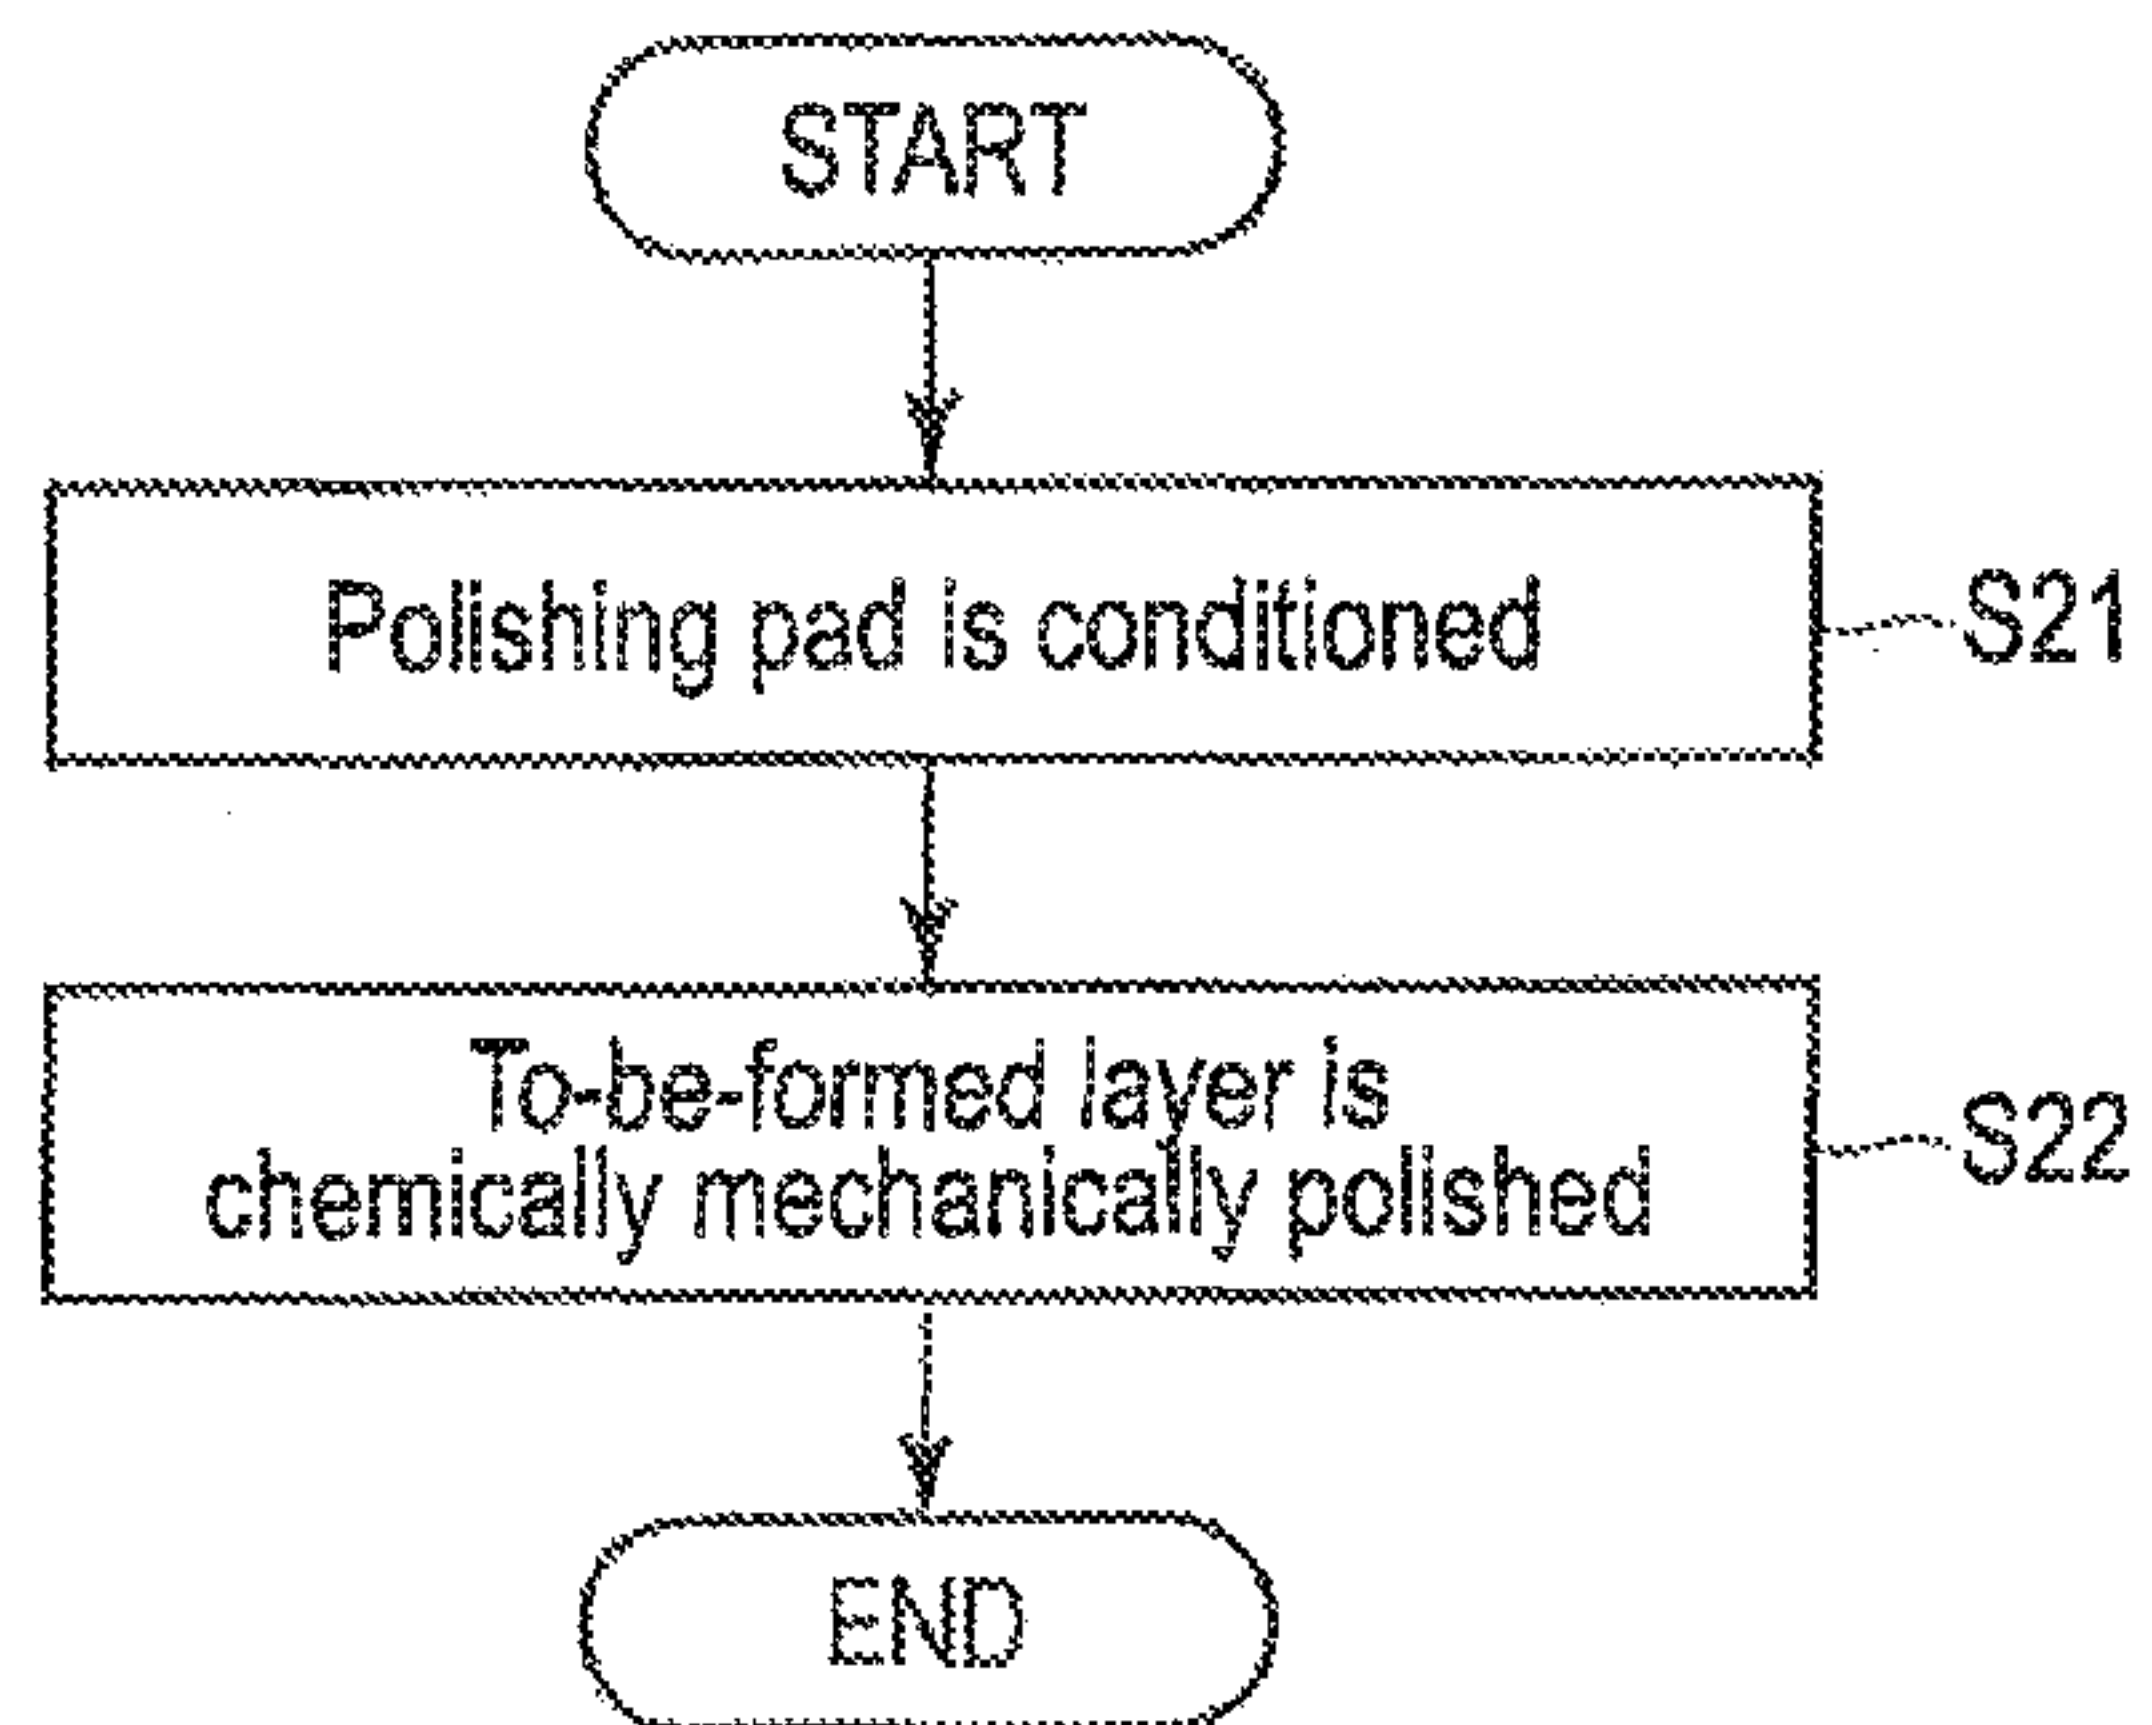 START
Polishing pad is conditioned
S21
To-be-formed layer is
chemically mechanically polished
S22
END